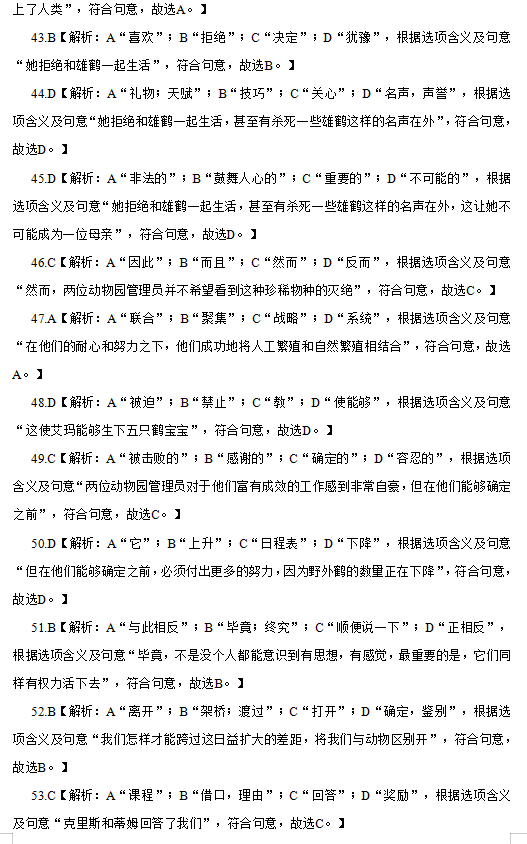 上了人类”，符合句意，故选A。】
43.B【解析：A“喜欢”；B“拒绝”；C“决定”；D“犹豫”，根据选项含义及句意
“她拒绝和雄鹤一起生活”，符合句意，故选B。】
44.D【解析：A“礼物；天赋”；B“技巧”；C“关心”；D“名声，声誉”，根据选
项含义及句意“她拒绝和雄鹤一起生活，甚至有杀死一些雄鹤这样的名声在外”，符合句意，
故选D。】
45.D【解析：A“非法的”；B“鼓舞人心的”；C“重要的”；D“不可能的”，根据
选项含义及句意“她拒绝和雄鹤一起生活，甚至有杀死一些雄鹤这样的名声在外，这让她不
可能成为一位母亲”，符合句意，故选D。】
46.C【解析：A“因此”；B“而且”；C“然而”；D“反而”，根据选项含义及句意
“然而，两位动物园管理员并不希望看到这种珍稀物种的灭绝”，符合句意，故选C。】
47.A【解析：A“联合”；B“聚集”；C“战略”；D“系统”，根据选项含义及句意
“在他们的耐心和努力之下，他们成功地将人工繁殖和自然繁殖相结合”，符合句意，故选
A。】
48.D【解析：A“被迫”；B“禁止”；C“教”；D“使能够”，根据选项含义及句意
“这使艾玛能够生下五只鹤宝宝”，符合句意，故选D。】
49.C【解析：A“被击败的”；B“感谢的”；C“确定的”；D“容忍的”，根据选项
含义及句意“两位动物园管理员对于他们富有成效的工作感到非常自豪，但在他们能够确定
之前”，符合句意，故选C。】
50.D【解析：A“它”；B“上升”；C“日程表”；D“下降”，根据选项含义及句意
“但在他们能够确定之前，必须付出更多的努力，因为野外鹤的数量正在下降”，符合句意，
故选D。】
51.B【解析：A“与此相反”；B“毕竟；终究”；C“顺便说一下”；D“正相反”，
根据选项含义及句意“毕竟，不是没个人都能意识到有思想，有感觉，最重要的是，它们同
样有权力活下去”，符合句意，故选B。】
52.B【解析：A“离开”；B“架桥；渡过”；C“打开”；D“确定，鉴别”，根据选
项含义及句意“我们怎样才能跨过这日益扩大的差距，将我们与动物区别开”，符合句意，
故选B。】
53.C【解析：A“课程”；B“借口，理由”；C“回答”；D“奖励”，根据选项含义
及句意“克里斯和蒂姆回答了我们”，符合句意，故选C。】